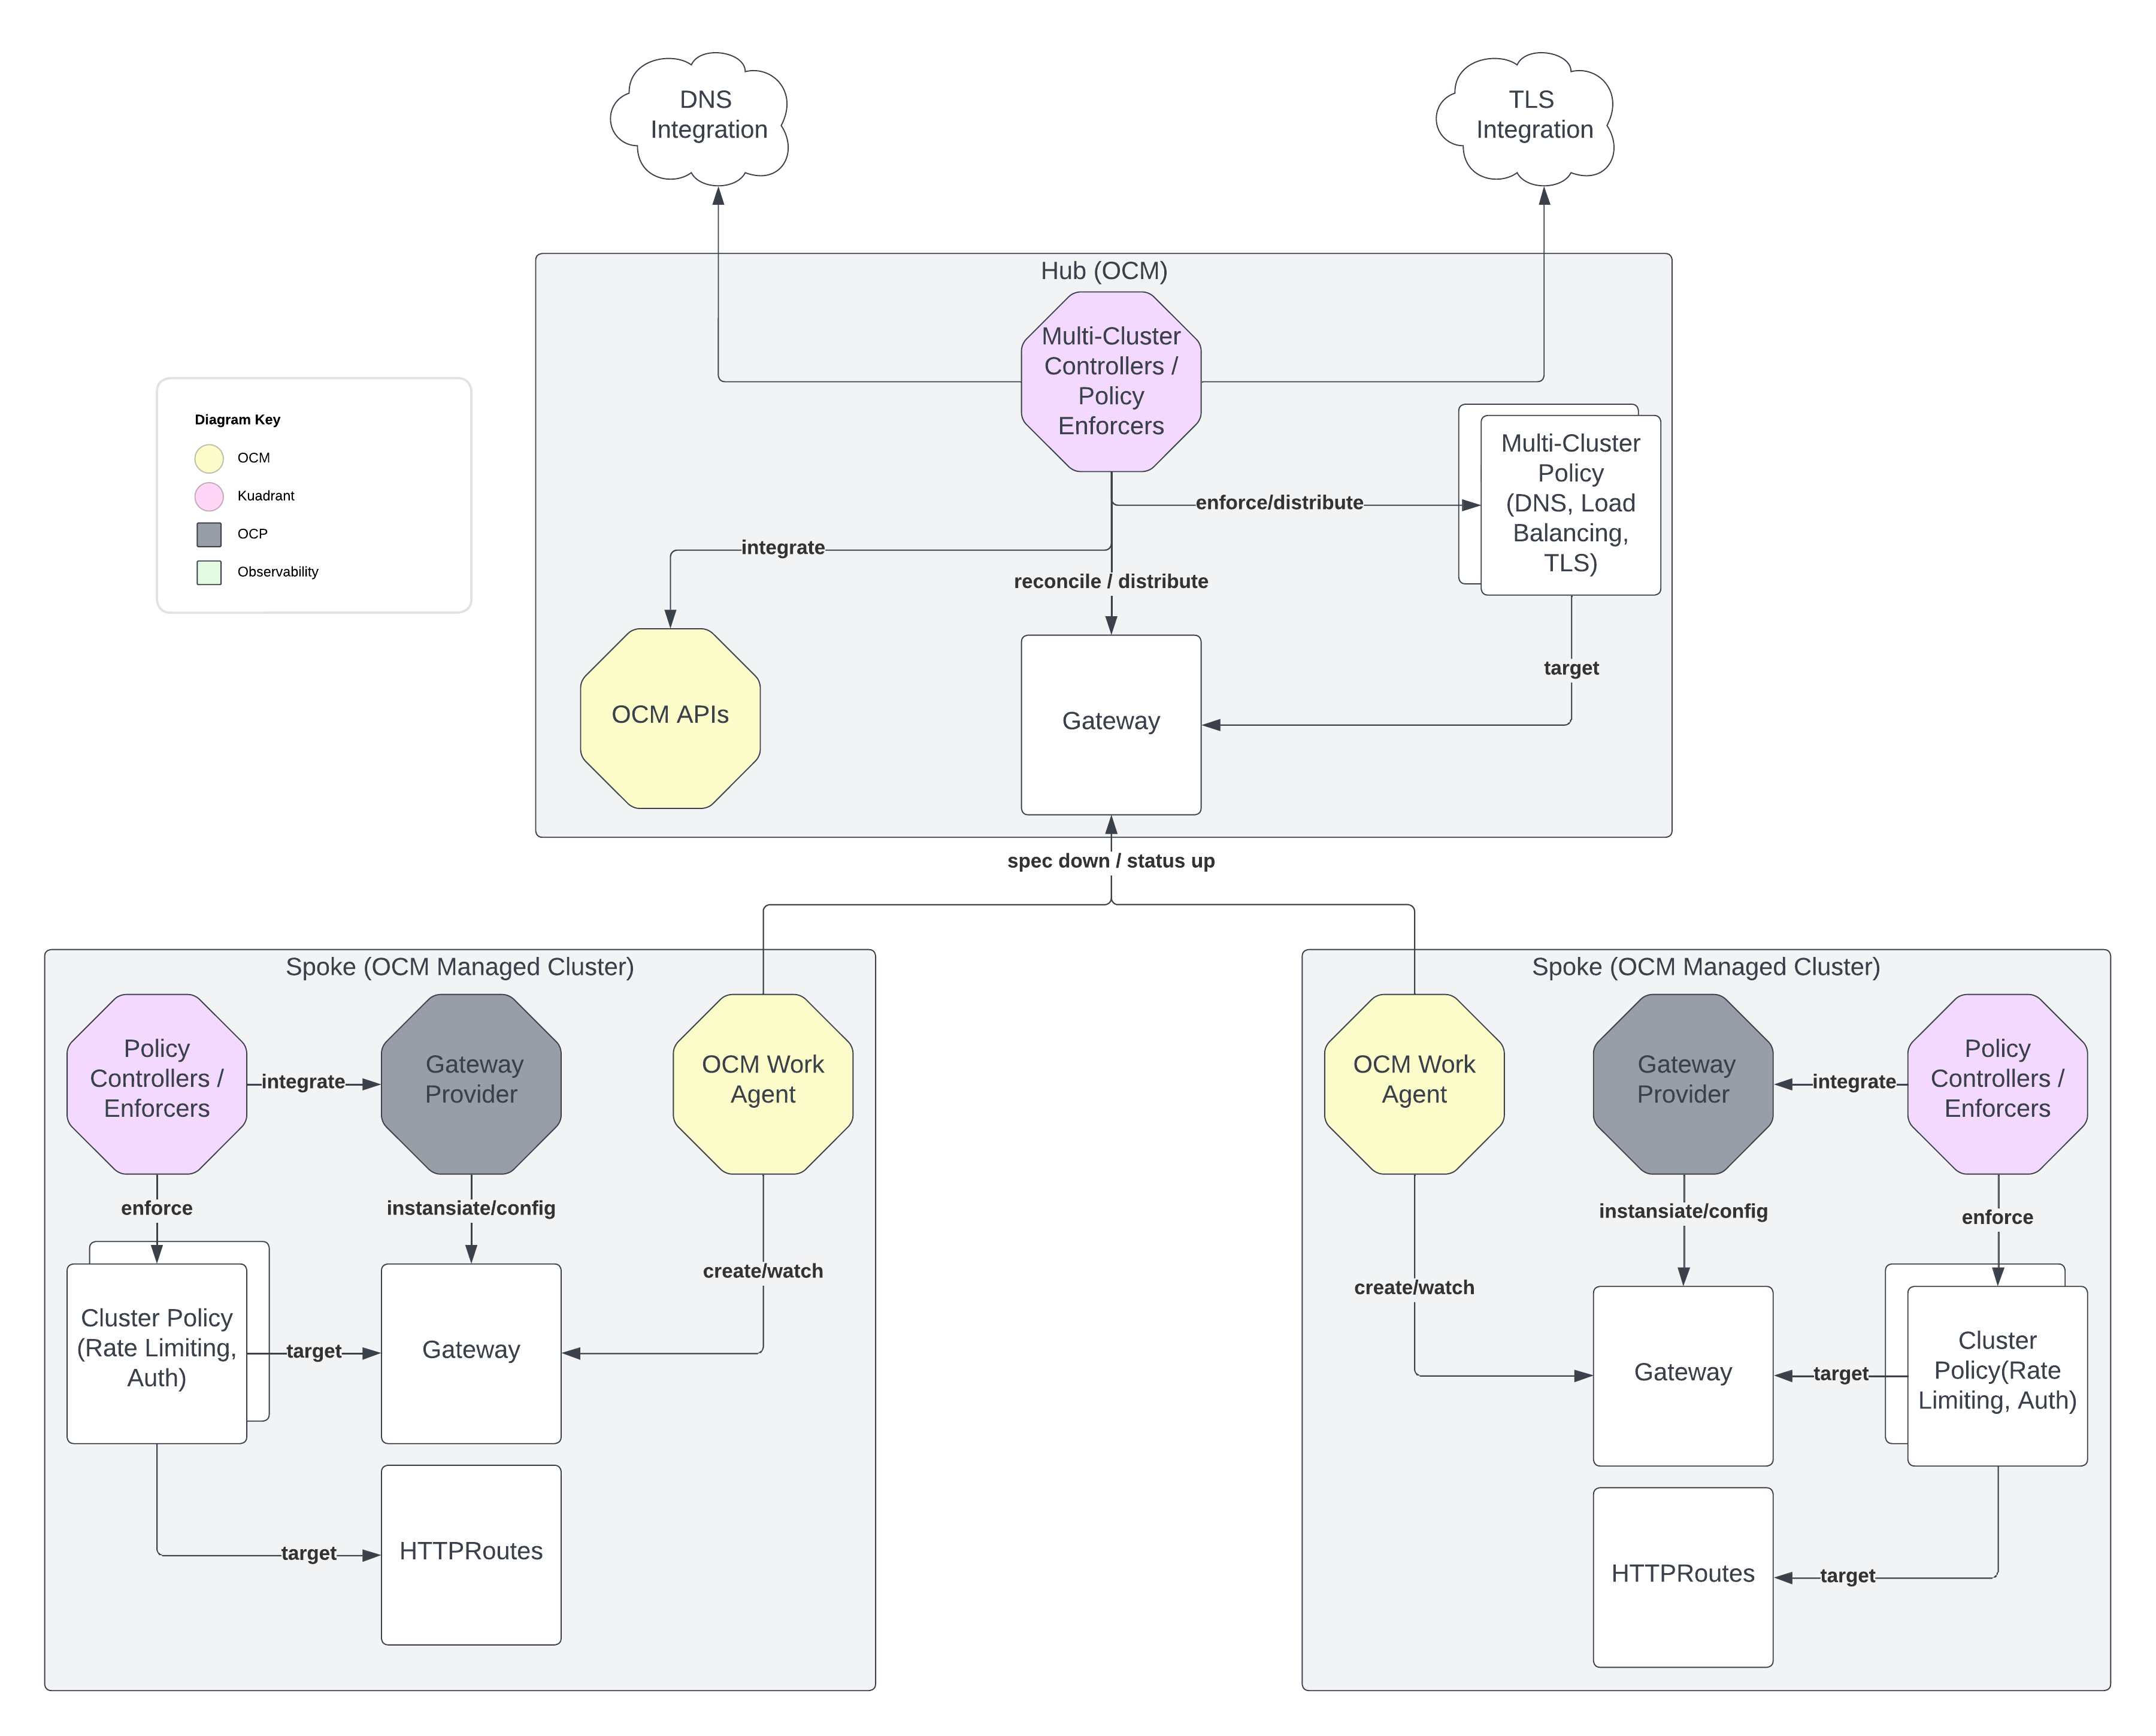 DNS
Integration
TLS
Integration
Hub (OCM)
Multi-Cluster
Controllers /
Policy
Enforcers
Diagram Key
OCM
Kuadrant
OCP
Observability
Multi-Cluster
Policy
(DNS, Load
Balancing,
TLS)
enforce/distribute
integrate
reconcile / distribute
target
OCM APIs
Gateway
spec down / status up
Spoke (OCM Managed Cluster)
Policy
Controllers /
Enforcers
integrate
Gateway
Provider
OCM Work
Agent
enforce
instansiate/config
create/watch
Cluster Policy
(Rate Limiting,
Auth)
target
Gateway
target
HTTPRoutes
Spoke (OCM Managed Cluster)
OCM Work
Agent
Gateway
Provider
integrate
Policy
Controllers /
Enforcers
instansiate/config
enforce
create/watch
Gateway
target
Cluster
Policy(Rate
Limiting, Auth)
HTTPRoutes
target